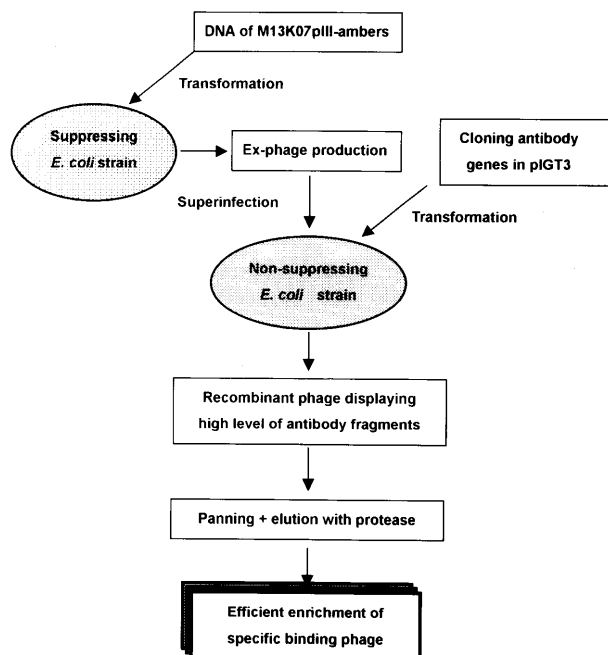 DNA of M13K07pIII-ambers
Transformation
Suppressing
E. coli strain
Ex-phage production
Cloning antibody
genes in pIGT3
Superinfection
Transformation
Non-suppressing
E. coli strain
Recombinant phage displaying
high level of antibody fragments
Panning + elution with protease
Efficient enrichment of
specific binding phage